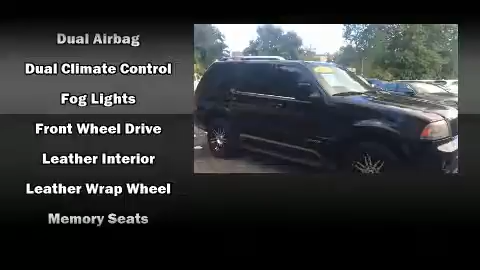 Dual Airbag
Dual Climate Control
Fog Lights
Front Wheel Drive
Leather Interior
Leather Wrap Wheel
Memory Seats